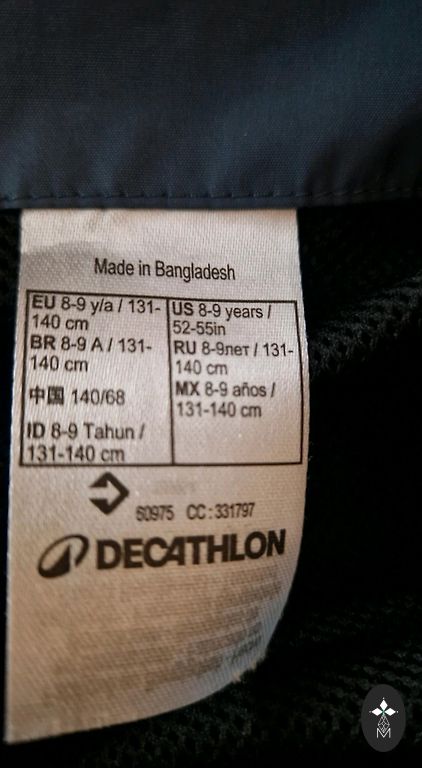 Made in Bangladesh
EU 8-9 y/a / 131-
140 cm
BR 8-9 A / 131-
140 cm
中国 140/68
ID 8-9 Tahun /
131-140 cm
US 8-9 years /
52-55in
RU 8-9лет / 131-
140 cm
MX 8-9 años /
131-140 cm
60975 CC : 331797
DECATHLON
M